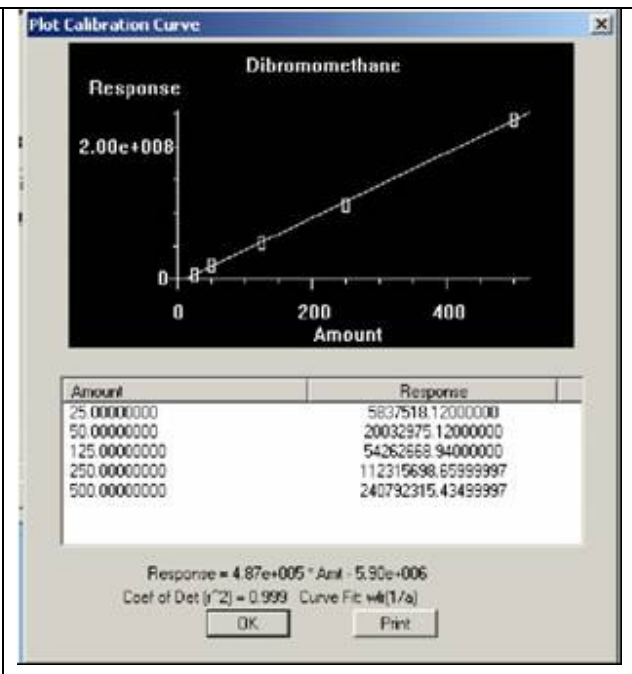 Plot Calibration Curve
Dibromomethane
Response
2.00e+008
0
0 200 400
Amount
Amount Response
25.00000000 5837518.12000000
50.00000000 20032975.12000000
125.00000000 54262668.94000000
250.00000000 112315698.65999997
500.00000000 240792315.43499997
Response = 4.87e+005 * Amt - 5.90e+006
Coef of Det (r^2) = 0.999 Curve Fit: wlr(1/a)
OK Print